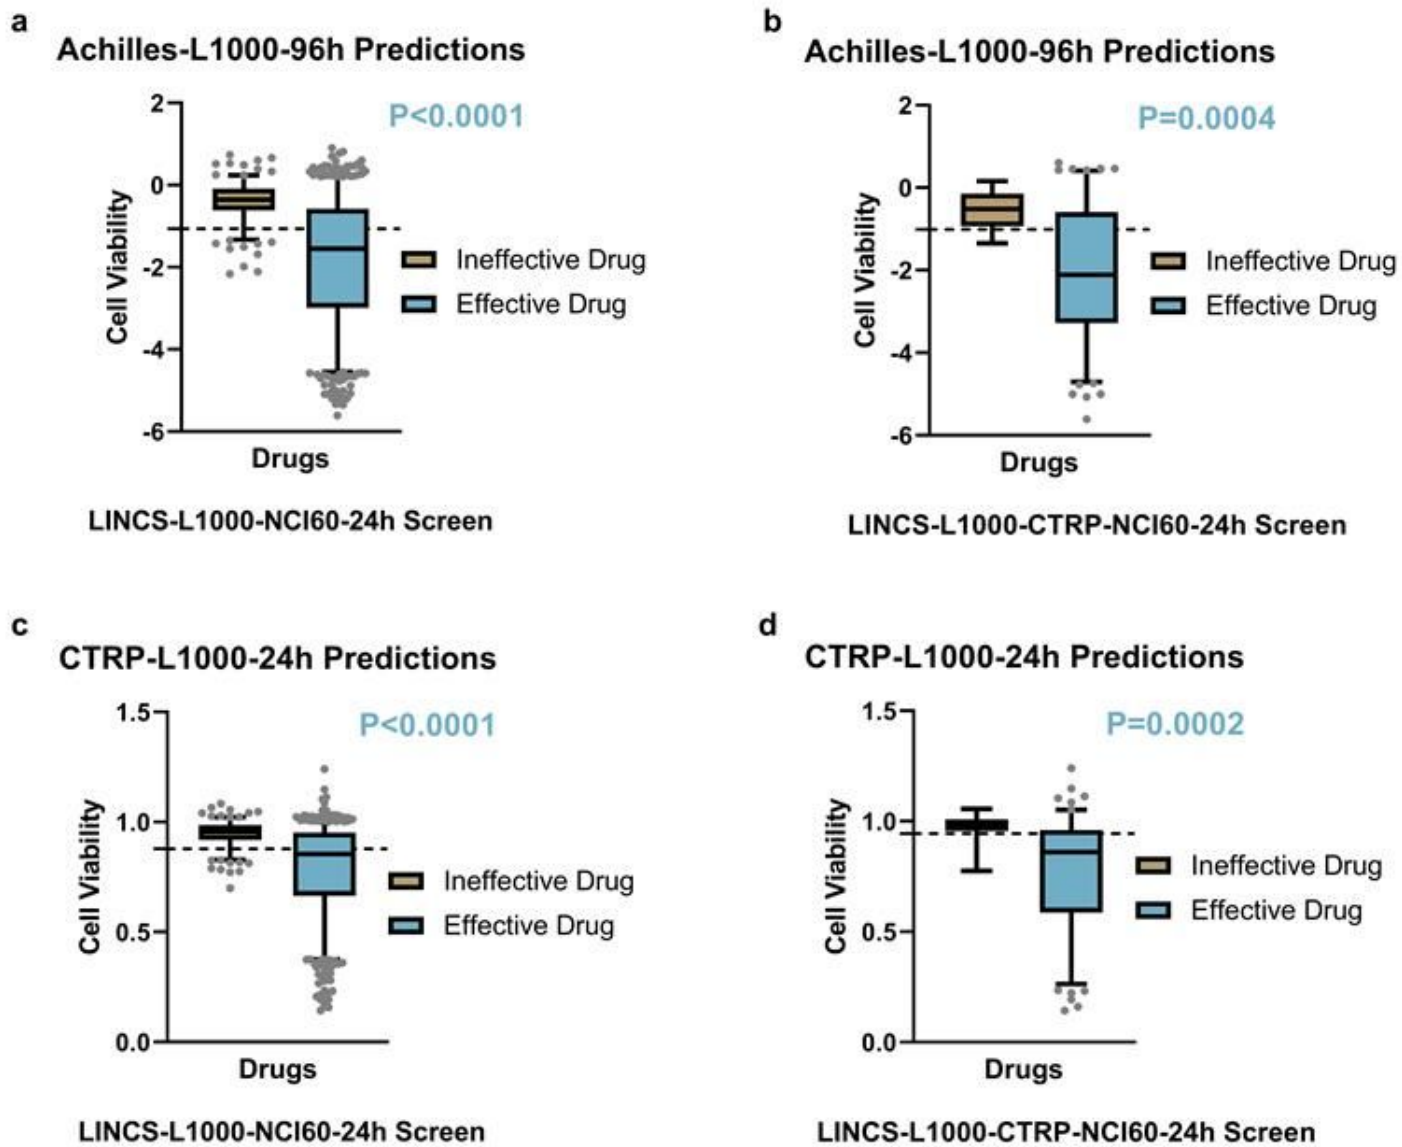 a
Achilles-L1000-96h Predictions
P<0.0001
2
0
-2
-4
-6
Cell Viability
Ineffective Drug
Effective Drug
Drugs
LINCS-L1000-NCI60-24h Screen
b
Achilles-L1000-96h Predictions
P=0.0004
2
0
-2
-4
-6
Cell Viability
Ineffective Drug
Effective Drug
Drugs
LINCS-L1000-CTRP-NCI60-24h Screen
c
CTRP-L1000-24h Predictions
P<0.0001
1.5
1.0
0.5
0.0
Cell Viability
Ineffective Drug
Effective Drug
Drugs
LINCS-L1000-NCI60-24h Screen
d
CTRP-L1000-24h Predictions
P=0.0002
1.5
1.0
0.5
0.0
Cell Viability
Ineffective Drug
Effective Drug
Drugs
LINCS-L1000-CTRP-NCI60-24h Screen